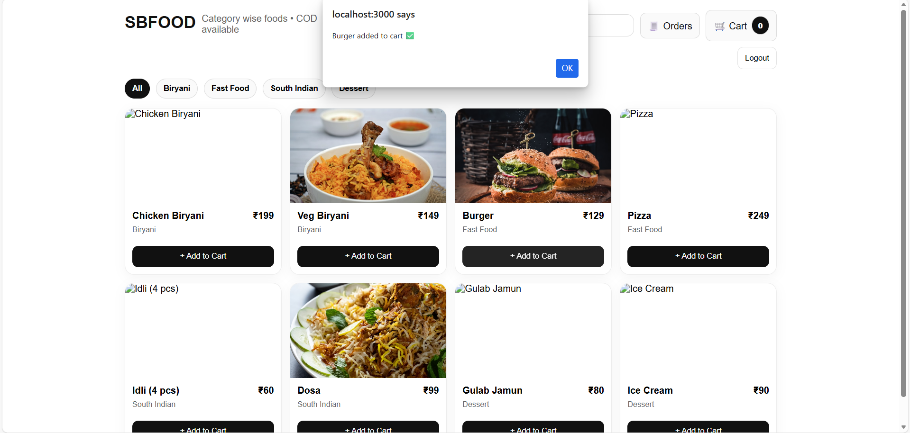 localhost:3000 says
Burger added to cart ✅
OK
SBFOOD
Category wise foods • COD
available
🧾 Orders
🛒 Cart 0
Logout
All Biryani Fast Food South Indian Dessert
Chicken Biryani
Pizza
Chicken Biryani ₹199
Biryani
+ Add to Cart
Veg Biryani ₹149
Biryani
+ Add to Cart
Burger ₹129
Fast Food
+ Add to Cart
Pizza ₹249
Fast Food
+ Add to Cart
Idli (4 pcs)
Gulab Jamun
Ice Cream
Idli (4 pcs) ₹60
South Indian
+ Add to Cart
Dosa ₹99
South Indian
+ Add to Cart
Gulab Jamun ₹80
Dessert
+ Add to Cart
Ice Cream ₹90
Dessert
+ Add to Cart